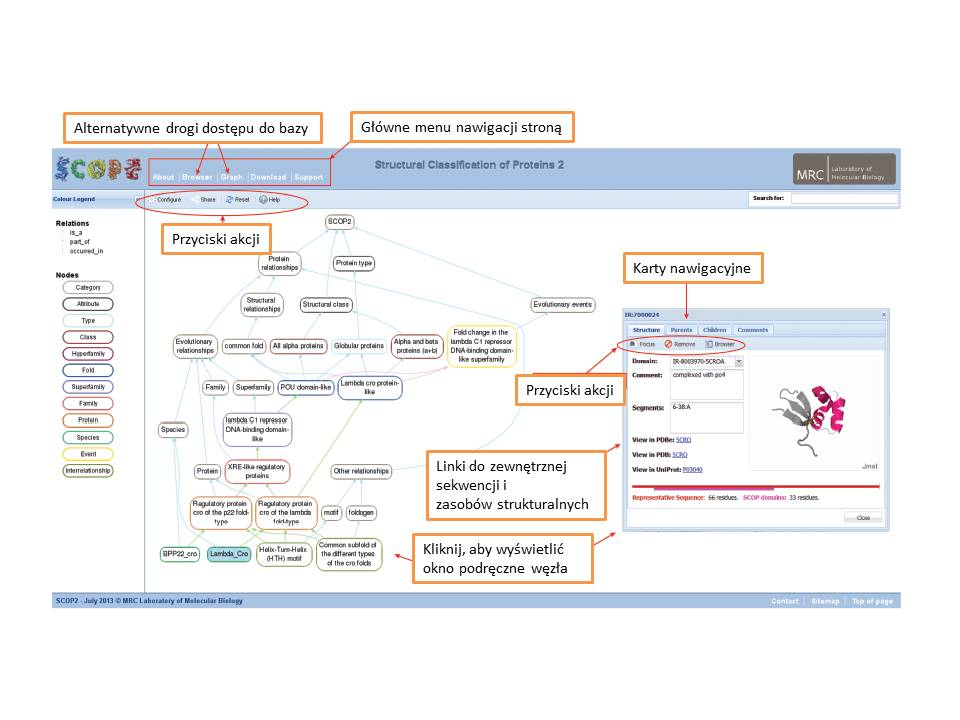 Alternatywne drogi dostępu do bazy
Główne menu nawigacji stroną
SCOP2
About
Browser
Graph
Download
Support
Structural Classification of Proteins 2
MRC
Laboratory of
Molecular Biology
Colour Legend
Configure
Share
Reset
Help
Search for:
Przyciski akcji
Relations
is_a
part_of
occurred_in
Nodes
Category
Attribute
Type
Class
Hyperfamily
Fold
Superfamily
Family
Protein
Species
Event
Interrelationship
SCOP2
Protein
relationships
Protein type
Structural
relationships
Structural class
Evolutionary events
Evolutionary
relationships
common fold
All alpha proteins
Globular proteins
Alpha and beta
proteins (a+b)
Fold change in the
lambda C1 repressor
DNA-binding domain-
like superfamily
Family
Superfamily
POU domain-like
Lambda cro protein-
like
Species
lambda C1 repressor
DNA-binding domain-
like
Protein
XRE-like regulatory
proteins
Other relationships
Regulatory protein
cro of the p22 fold-
type
Regulatory protein
cro of the lambda
fold-type
motif
foldogen
BPP22_cro
Lambda_Cro
Helix-Turn-Helix
(HTH) motif
Common subfold of
the different types
of the cro folds
Karty nawigacyjne
IR:7000024
Structure
Parents
Children
Comments
Focus
Remove
Browser
Domain:
IR-8003970-5CROA
Comment:
complexed with po4
Segments:
6-38:A
View in PDBe: 5CRO
View in PDB: 5CRO
View in UniProt: P03040
Jmol
Representative Sequence: 66 residues. SCOP domains: 33 residues.
Close
Przyciski akcji
Linki do zewnętrznej
sekwencji i
zasobów strukturalnych
Kliknij, aby wyświetlić
okno podręczne węzła
SCOP2 - July 2013 © MRC Laboratory of Molecular Biology
Contact
Sitemap
Top of page